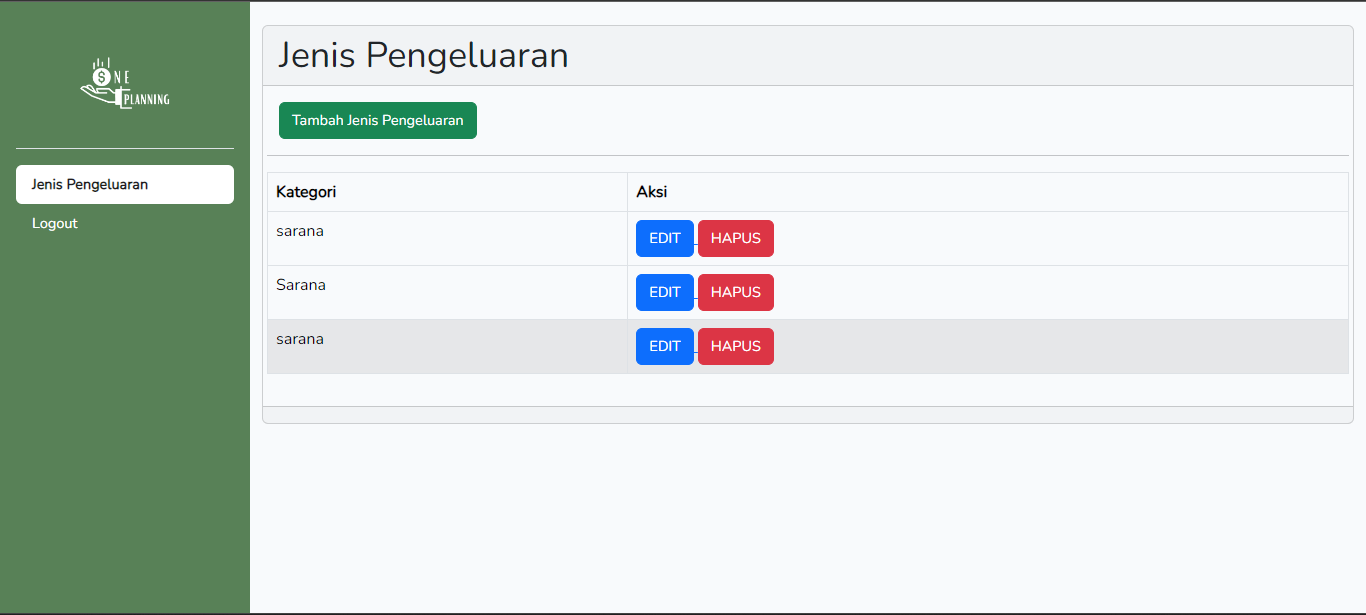 $NE
PLANNING
Jenis Pengeluaran
Logout
Jenis Pengeluaran
Tambah Jenis Pengeluaran
Kategori Aksi
sarana EDIT HAPUS
Sarana EDIT HAPUS
sarana EDIT HAPUS